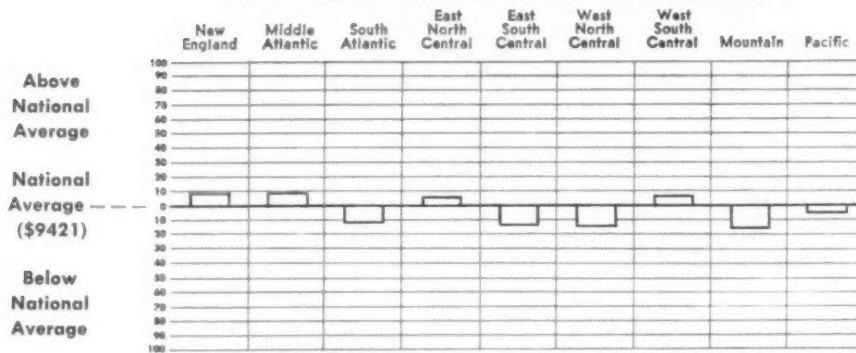 New England
Middle Atlantic
South Atlantic
East North Central
East South Central
West North Central
West South Central
Mountain
Pacific
Above
National
Average
National
Average
($9421)
Below
National
Average
100
90
80
70
60
50
40
30
20
10
0
10
20
30
40
50
60
70
80
90
100